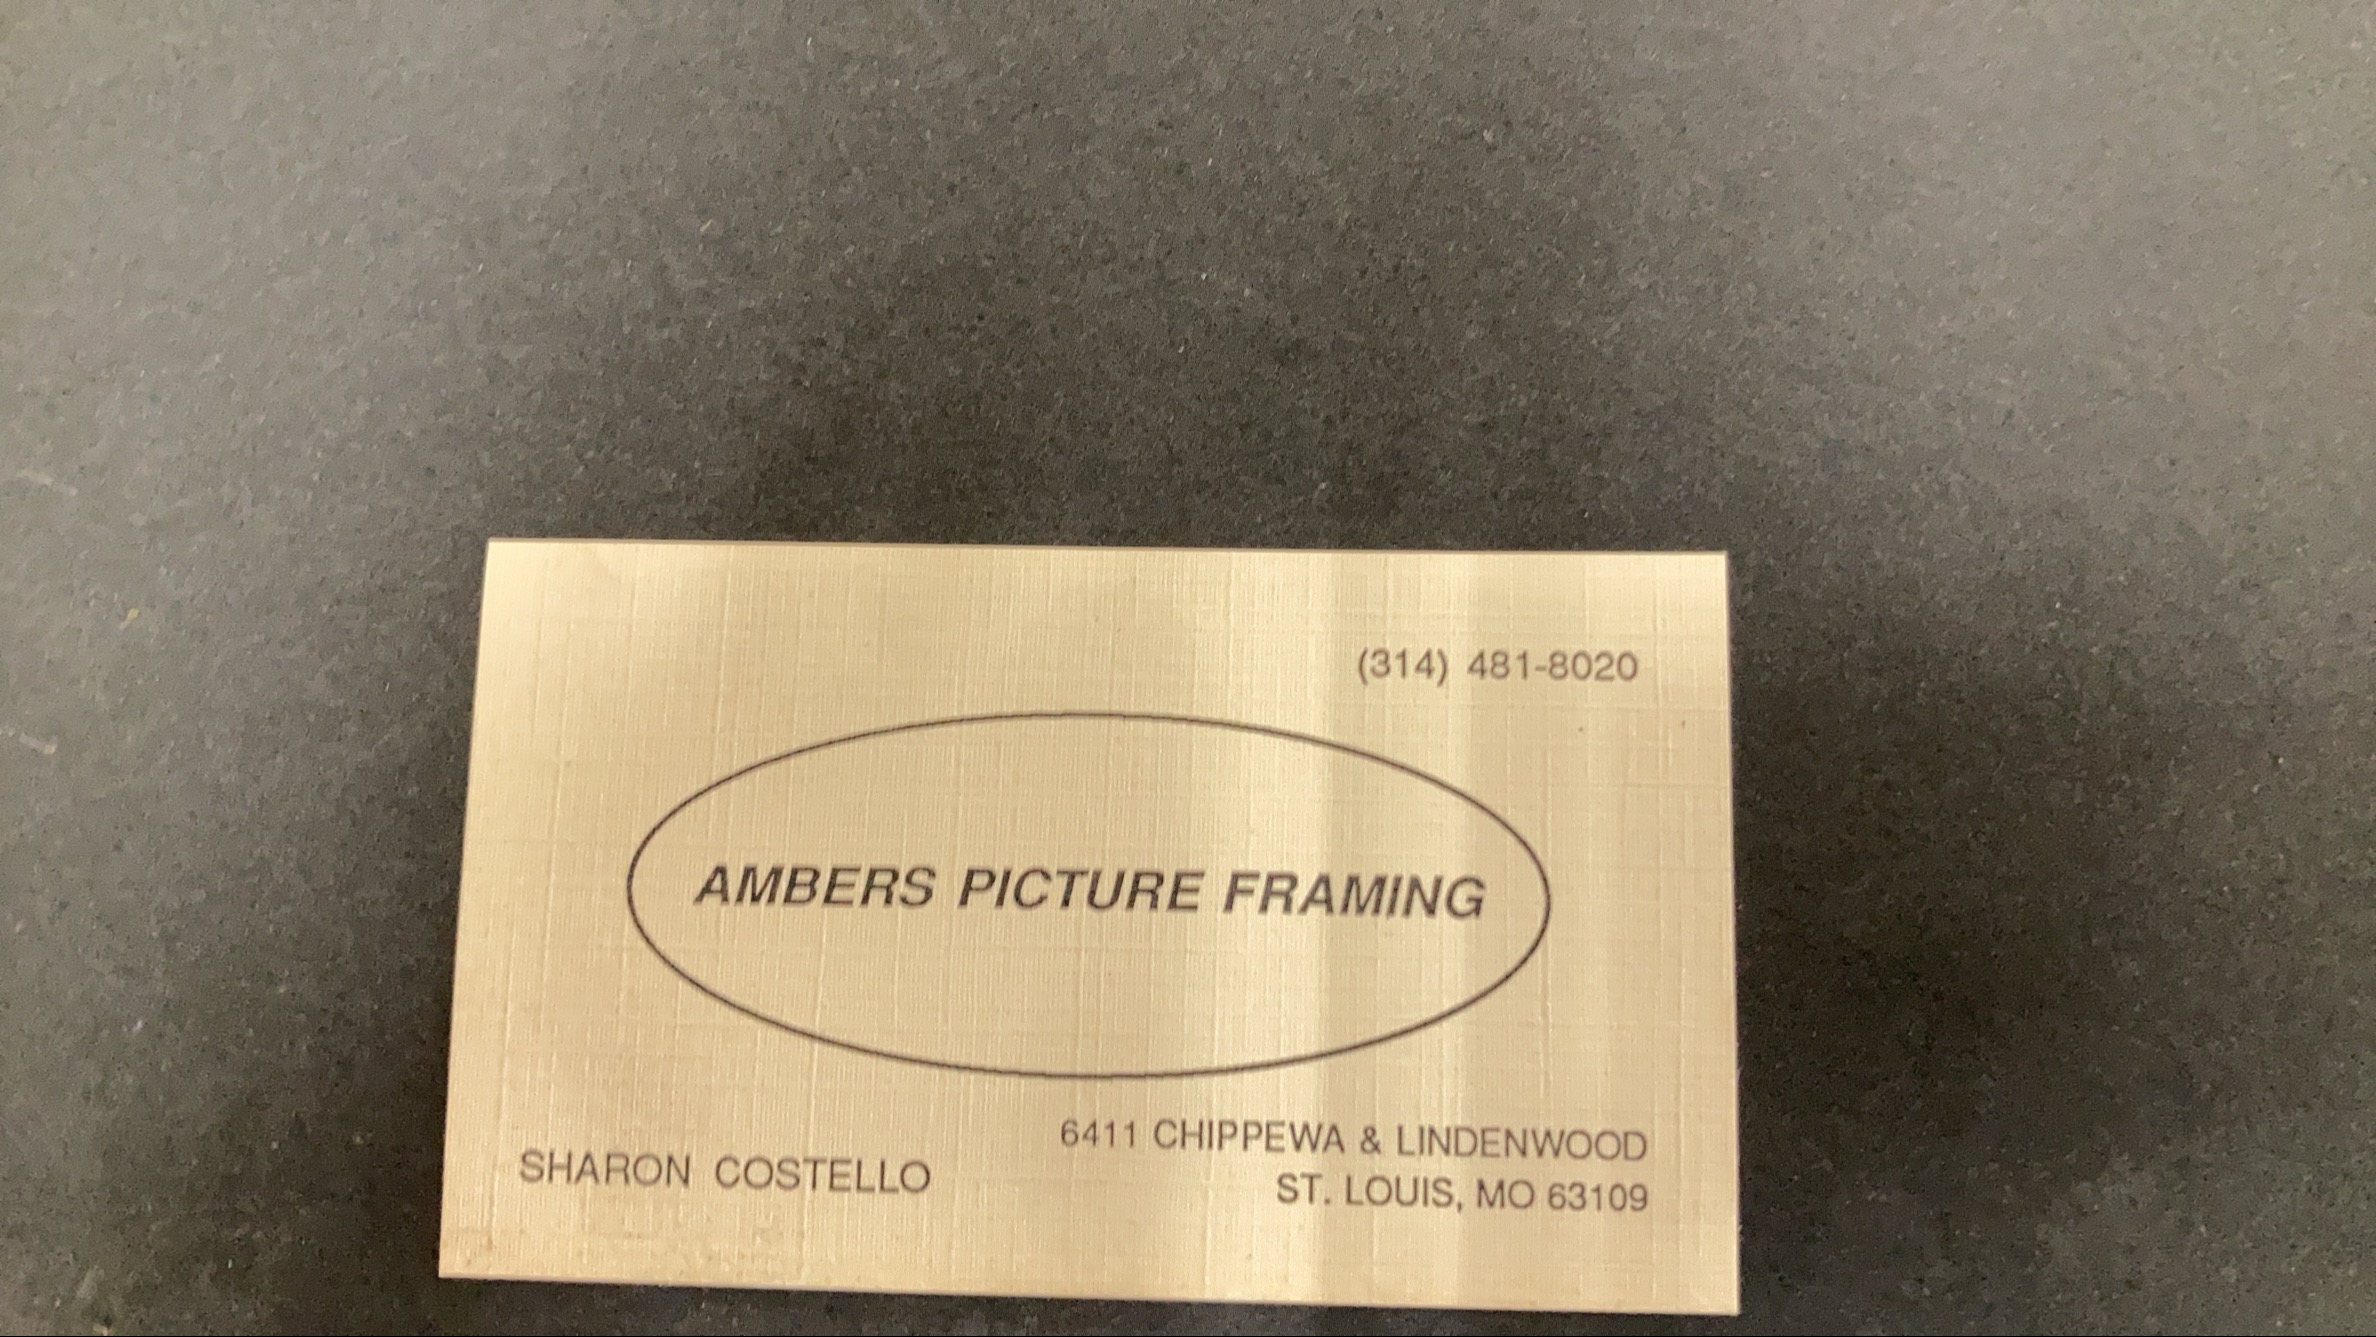 (314) 481-8020
AMBERS PICTURE FRAMING
SHARON COSTELLO
6411 CHIPPEWA & LINDENWOOD
ST. LOUIS, MO 63109